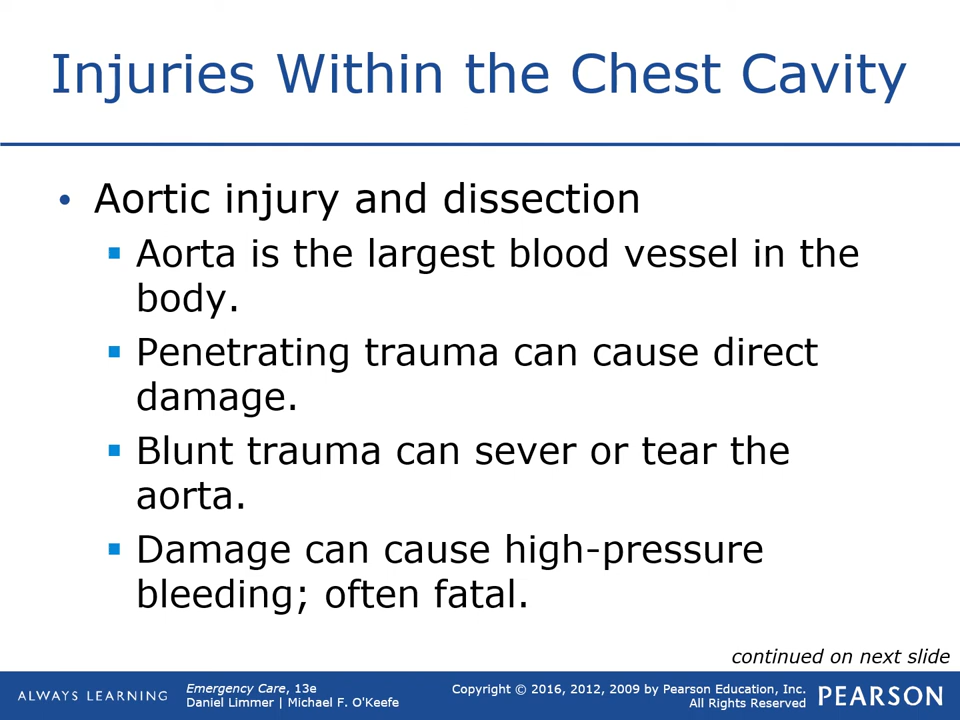 Injuries Within the Chest Cavity
• Aortic injury and dissection
▪ Aorta is the largest blood vessel in the
body.
▪ Penetrating trauma can cause direct
damage.
▪ Blunt trauma can sever or tear the
aorta.
▪ Damage can cause high-pressure
bleeding; often fatal.
continued on next slide
ALWAYS LEARNING
Emergency Care, 13e
Daniel Limmer | Michael F. O'Keefe
Copyright © 2016, 2012, 2009 by Pearson Education, Inc.
All Rights Reserved
PEARSON